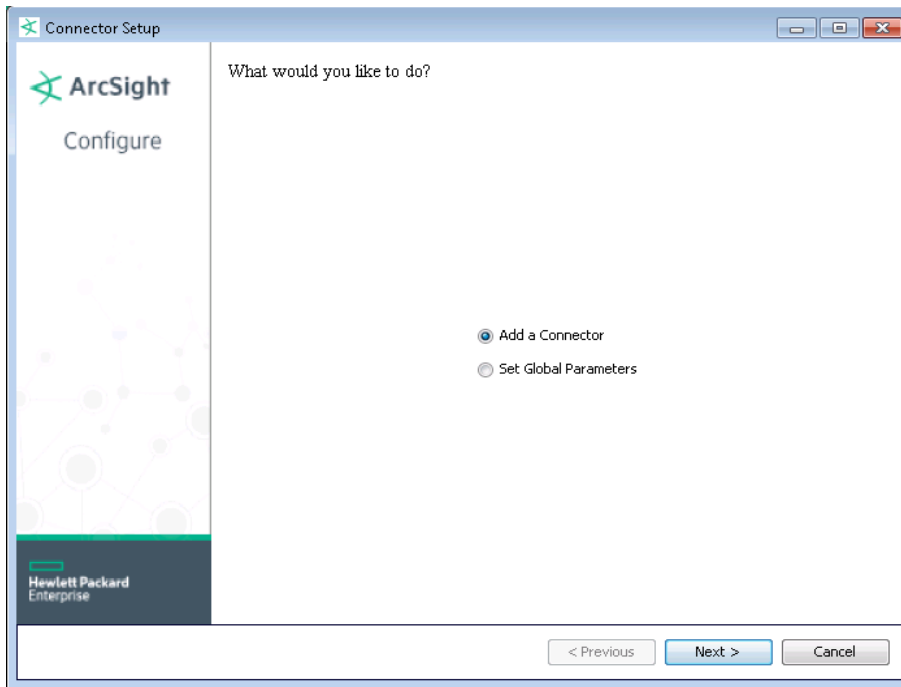 Connector Setup
ArcSight
Configure
What would you like to do?
Add a Connector
Set Global Parameters
Hewlett Packard
Enterprise
< Previous
Next >
Cancel